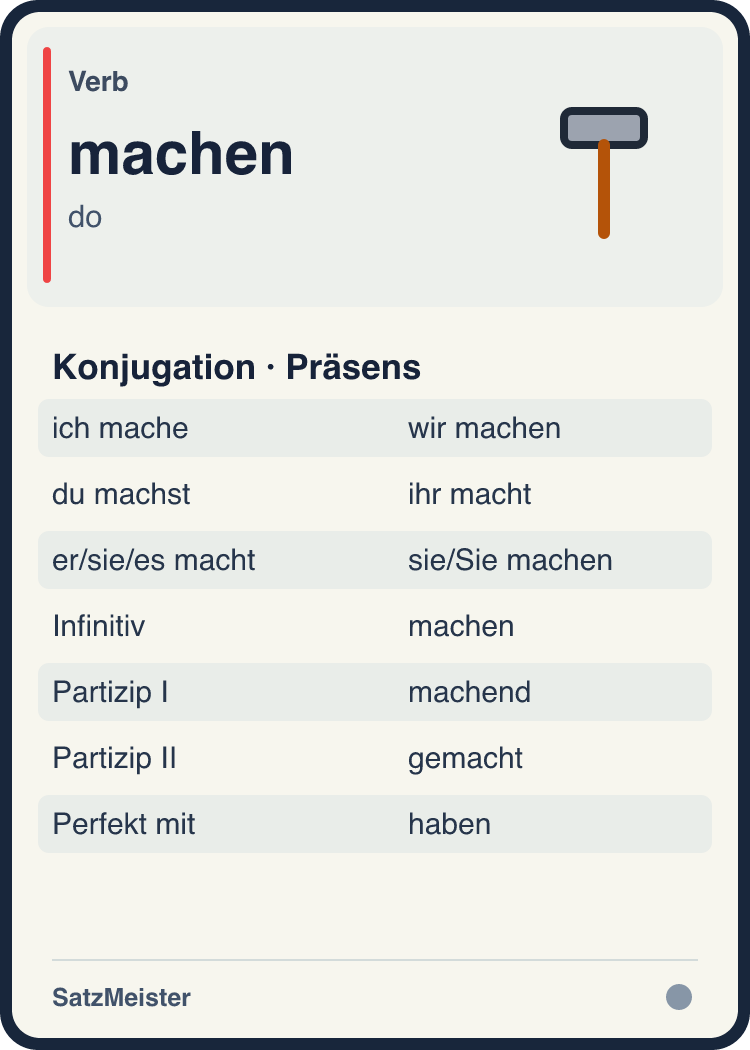 Verb
machen
do
Konjugation · Präsens
ich mache wir machen
du machst ihr macht
er/sie/es macht sie/Sie machen
Infinitiv machen
Partizip I machend
Partizip II gemacht
Perfekt mit haben
SatzMeister